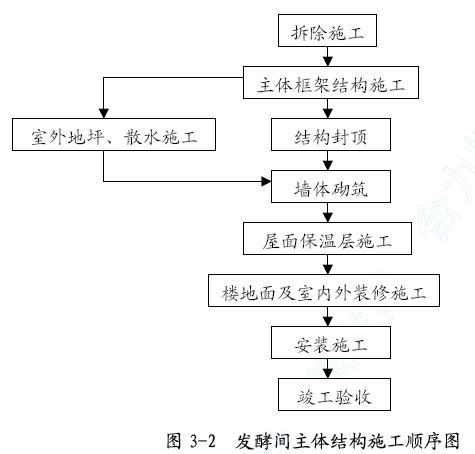 拆除施工
主体框架结构施工
室外地坪、散水施工
结构封顶
墙体砌筑
屋面保温层施工
楼地面及室内外装修施工
安装施工
竣工验收
图 3-2 发酵间主体结构施工顺序图